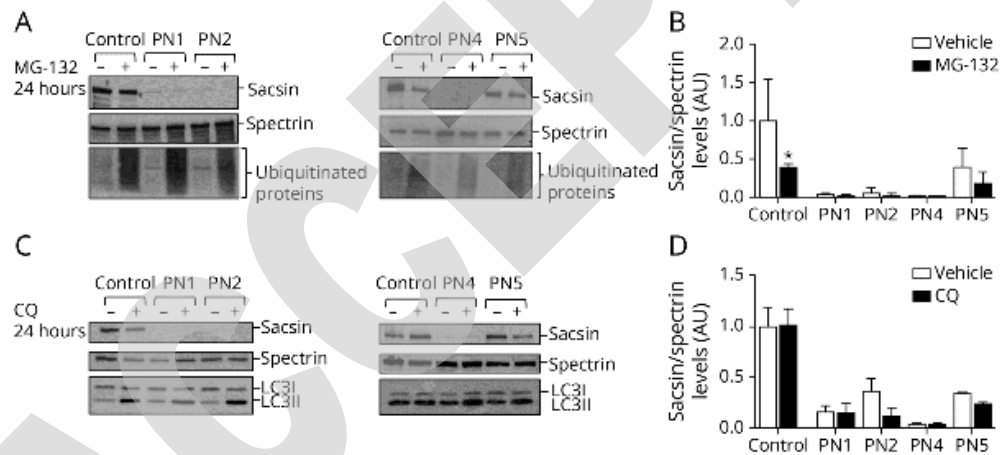 A
Control PN1 PN2
MG-132 – + – + – +
24 hours
Sacsin
Spectrin
Ubiquitinated
proteins
Control PN4 PN5
– + – + – +
Sacsin
Spectrin
Ubiquitinated
proteins
B
Sacsin/spectrin
levels (AU)
2.0
1.5
1.0
0.5
0.0
*
Vehicle
MG-132
Control PN1 PN2 PN4 PN5
C
Control PN1 PN2
CQ – + – + – +
24 hours
Sacsin
Spectrin
LC3I
LC3II
Control PN4 PN5
– + – + – +
Sacsin
Spectrin
LC3I
LC3II
D
Sacsin/spectrin
levels (AU)
1.5
1.0
0.5
0.0
Vehicle
CQ
Control PN1 PN2 PN4 PN5